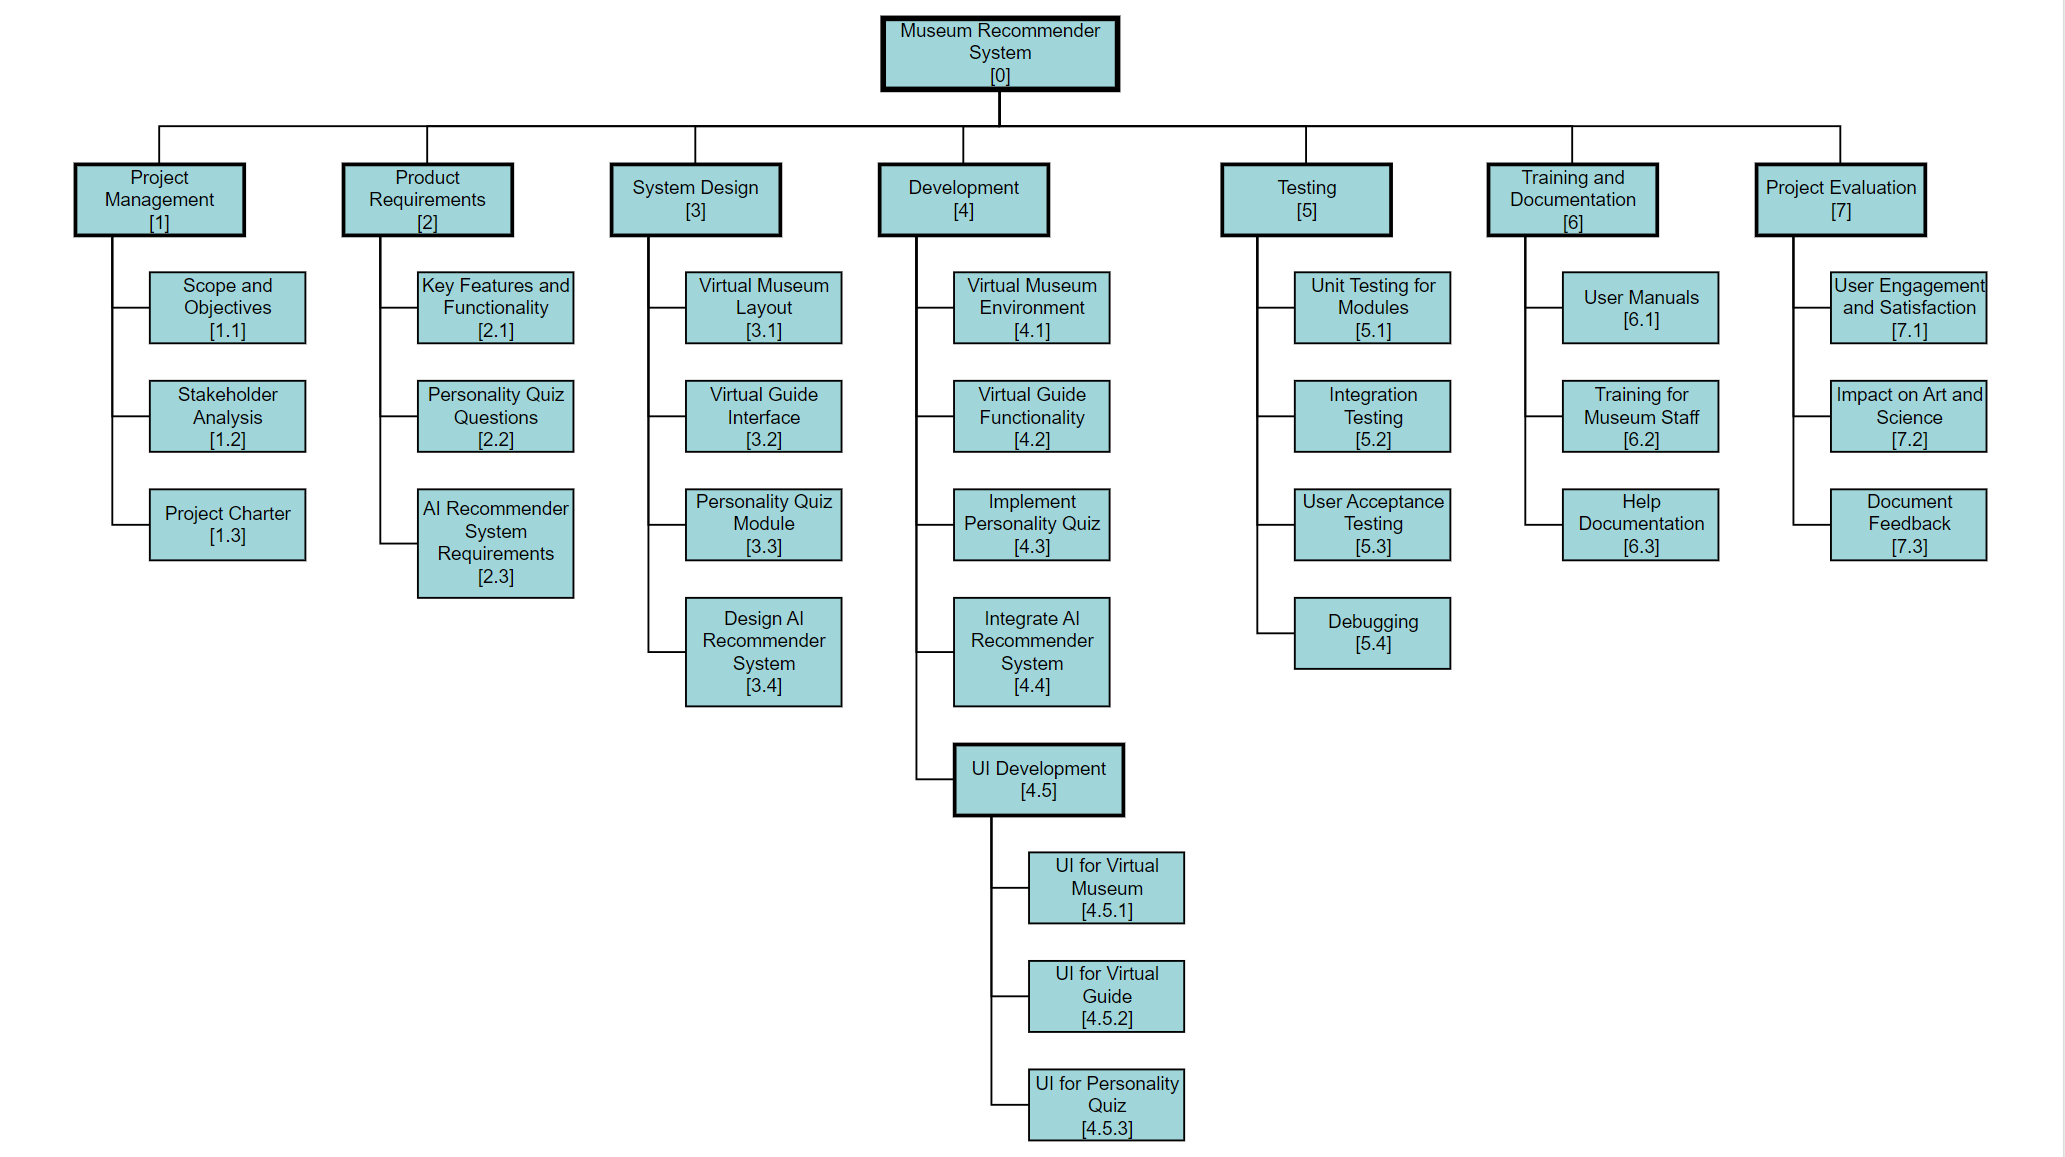 Museum Recommender
System
[0]
Project
Management
[1]
Product
Requirements
[2]
System Design
[3]
Development
[4]
Testing
[5]
Training and
Documentation
[6]
Project Evaluation
[7]
Scope and
Objectives
[1.1]
Stakeholder
Analysis
[1.2]
Project Charter
[1.3]
Key Features and
Functionality
[2.1]
Personality Quiz
Questions
[2.2]
AI Recommender
System
Requirements
[2.3]
Virtual Museum
Layout
[3.1]
Virtual Guide
Interface
[3.2]
Personality Quiz
Module
[3.3]
Design AI
Recommender
System
[3.4]
Virtual Museum
Environment
[4.1]
Virtual Guide
Functionality
[4.2]
Implement
Personality Quiz
[4.3]
Integrate AI
Recommender
System
[4.4]
UI Development
[4.5]
UI for Virtual
Museum
[4.5.1]
UI for Virtual
Guide
[4.5.2]
UI for Personality
Quiz
[4.5.3]
Unit Testing for
Modules
[5.1]
Integration
Testing
[5.2]
User Acceptance
Testing
[5.3]
Debugging
[5.4]
User Manuals
[6.1]
Training for
Museum Staff
[6.2]
Help
Documentation
[6.3]
User Engagement
and Satisfaction
[7.1]
Impact on Art and
Science
[7.2]
Document
Feedback
[7.3]